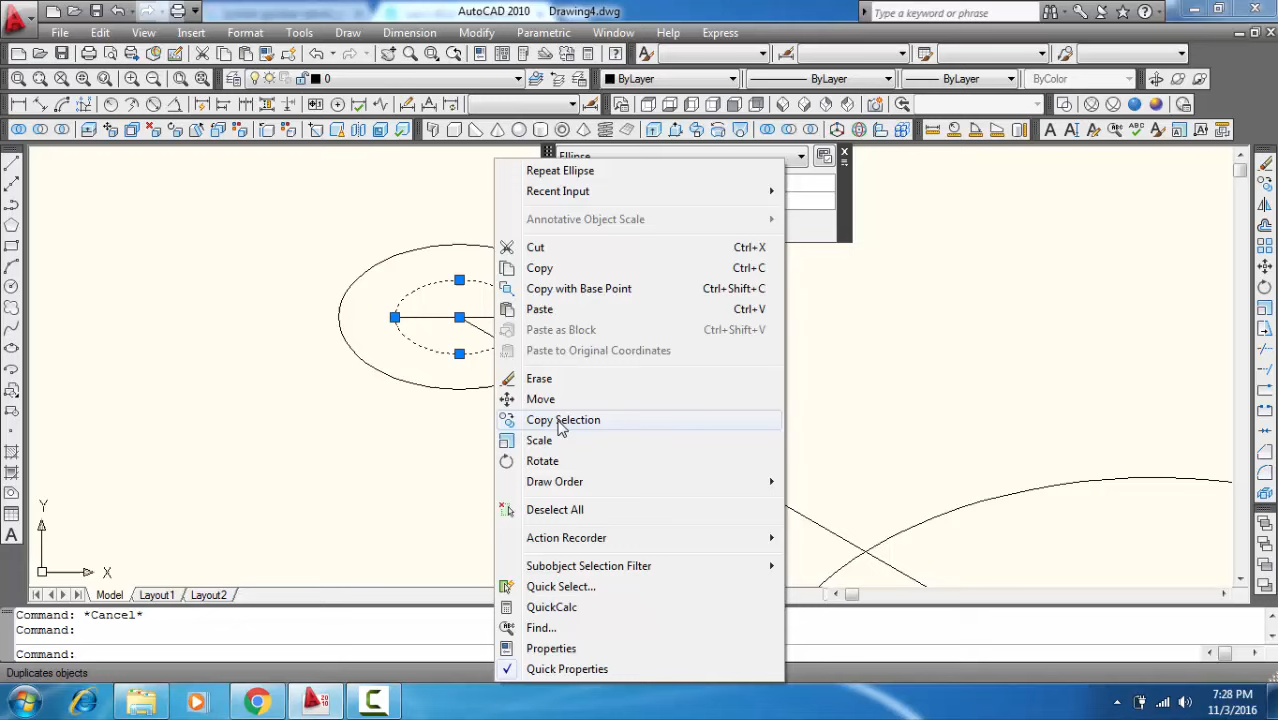 AutoCAD 2010 Drawing4.dwg
Type a keyword or phrase
File Edit View Insert Format Tools Draw Dimension Modify Parametric Window Help Express
0 ByLayer ByLayer ByLayer ByColor
Ellipse
Repeat Ellipse
Recent Input
Annotative Object Scale
Cut Ctrl+X
Copy Ctrl+C
Copy with Base Point Ctrl+Shift+C
Paste Ctrl+V
Paste as Block Ctrl+Shift+V
Paste to Original Coordinates
Erase
Move
Copy Selection
Scale
Rotate
Draw Order
Deselect All
Action Recorder
Subobject Selection Filter
Quick Select...
QuickCalc
Find...
Properties
Quick Properties
Y
X
Model Layout1 Layout2
Command: *Cancel*
Command:
Command:
Duplicates objects
7:28 PM
11/3/2016